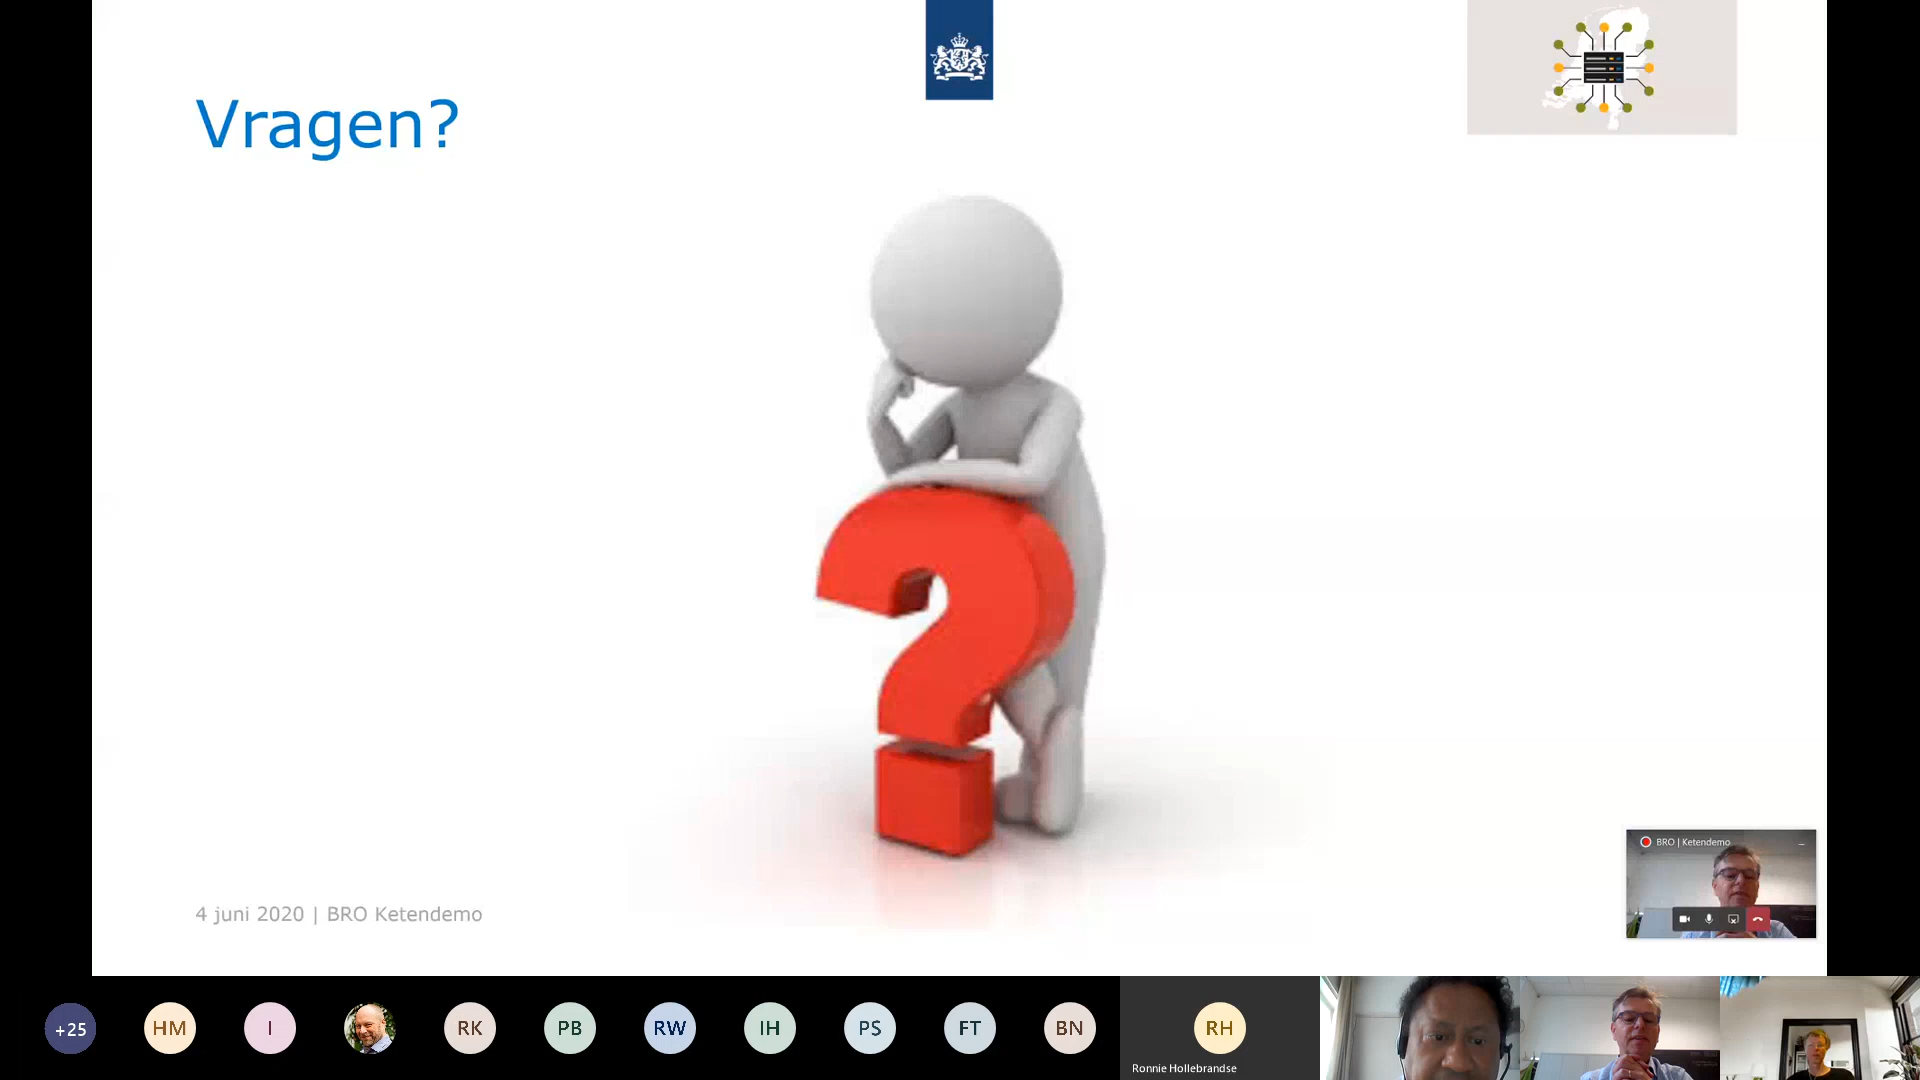 Vragen?
4 juni 2020 | BRO Ketendemo
BRO | Ketendemo
+25
HM
I
RK
PB
RW
IH
PS
FT
BN
RH
Ronnie Hollebrandse